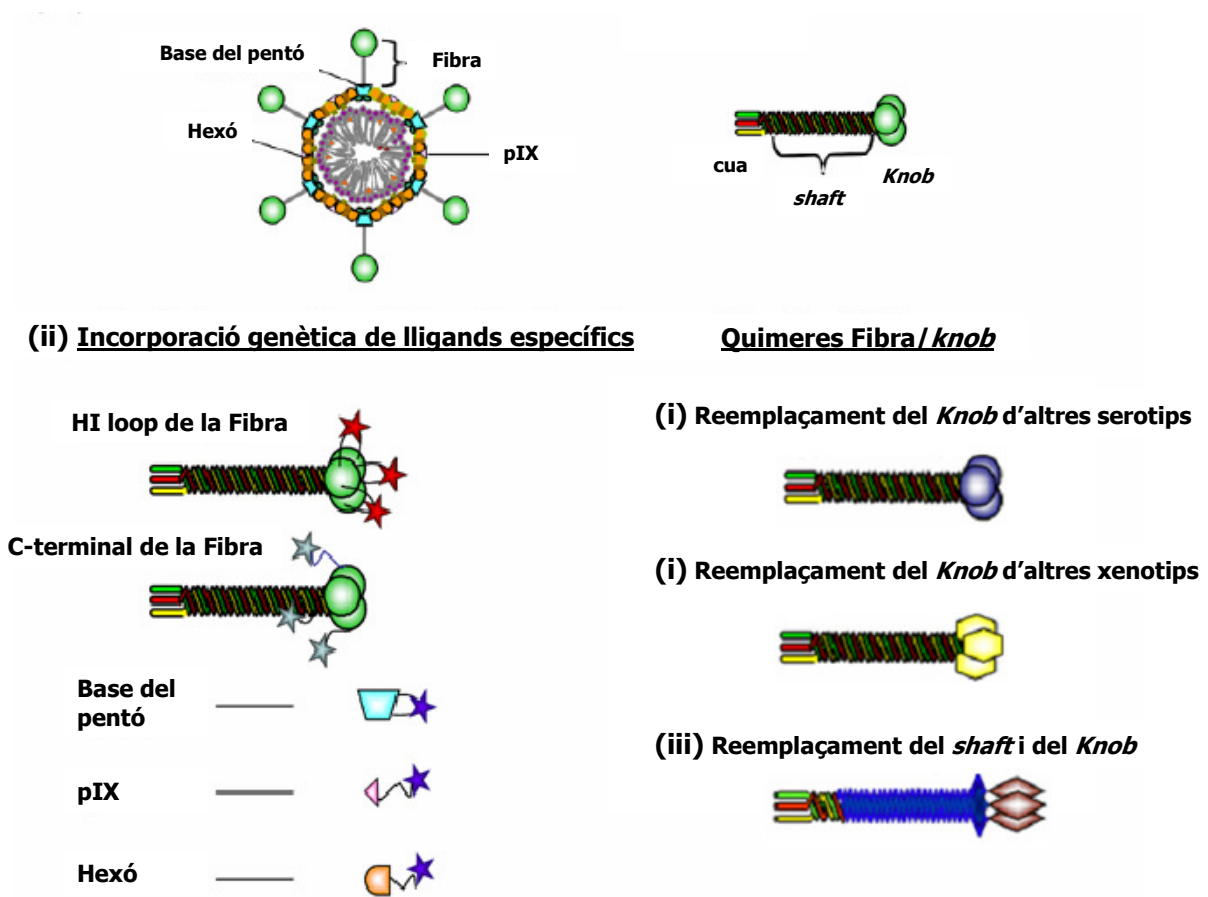 Base del pentó
Fibra
Hexó
pIX
cua
shaft
Knob
(ii) Incorporació genètica de lligands específics
Quimeres Fibra/knob
HI loop de la Fibra
C-terminal de la Fibra
Base del
pentó
pIX
Hexó
(i) Reemplaçament del Knob d’altres serotips
(i) Reemplaçament del Knob d’altres xenotips
(iii) Reemplaçament del shaft i del Knob